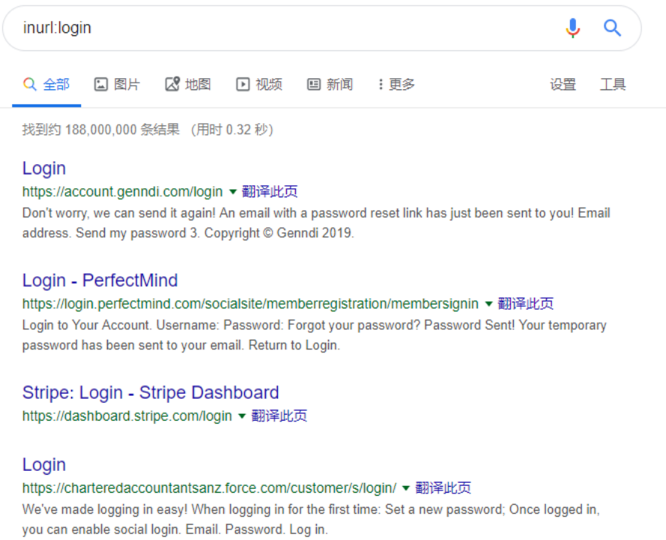 inurl:login
全部 图片 地图 视频 新闻 更多 设置 工具
找到约 188,000,000 条结果 （用时 0.32 秒）
Login
https://account.genndi.com/login 翻译此页
Don't worry, we can send it again! An email with a password reset link has just been sent to you! Email
address. Send my password 3. Copyright © Genndi 2019.
Login - PerfectMind
https://login.perfectmind.com/socialsite/memberregistration/membersignin 翻译此页
Login to Your Account. Username: Password: Forgot your password? Password Sent! Your temporary
password has been sent to your email. Return to Login.
Stripe: Login - Stripe Dashboard
https://dashboard.stripe.com/login 翻译此页
Login
https://charteredaccountantsanz.force.com/customer/s/login/ 翻译此页
We've made logging in easy! When logging in for the first time: Set a new password; Once logged in,
you can enable social login. Email. Password. Log in.